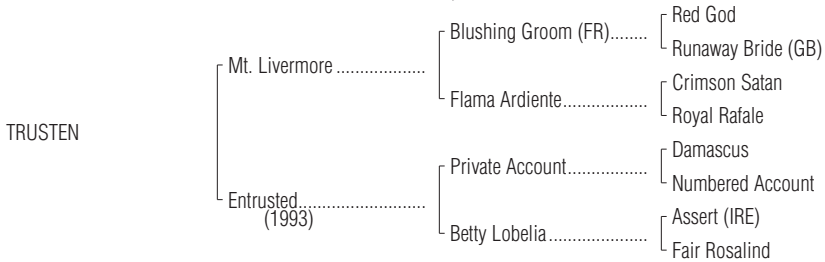 Red God
Blushing Groom (FR)........
Runaway Bride (GB)
Mt. Livermore ...................
Crimson Satan
Flama Ardiente....................
Royal Rafale
TRUSTEN
Damascus
Private Account...................
Numbered Account
Entrusted...........................
(1993)
Assert (IRE)
Betty Lobelia.......................
Fair Rosalind